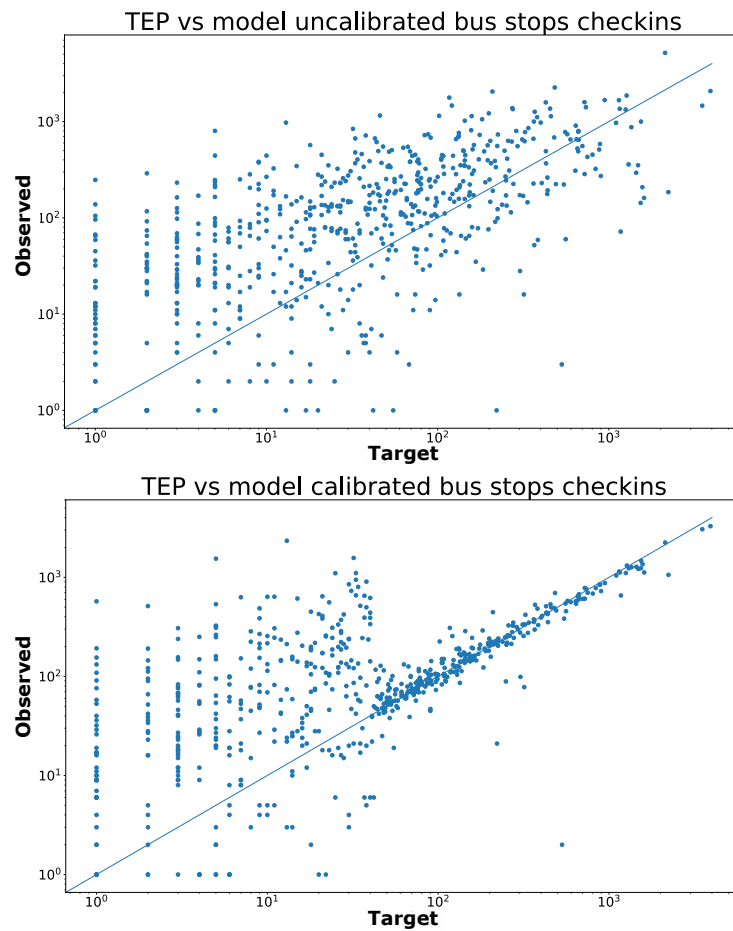 TEP vs model uncalibrated bus stops checkins
Observed
10³
10²
10¹
10⁰
10⁰ 10¹ 10² 10³
Target
TEP vs model calibrated bus stops checkins
Observed
10³
10²
10¹
10⁰
10⁰ 10¹ 10² 10³
Target